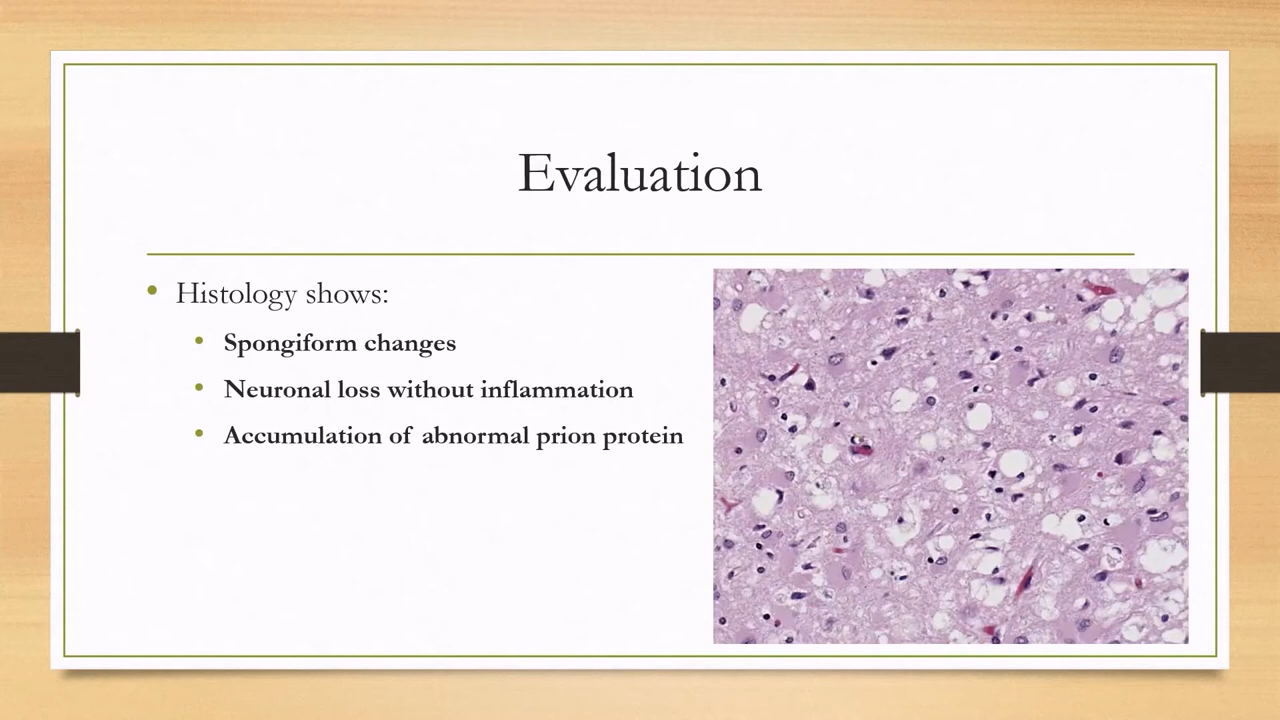 Evaluation
Histology shows:
Spongiform changes
Neuronal loss without inflammation
Accumulation of abnormal prion protein